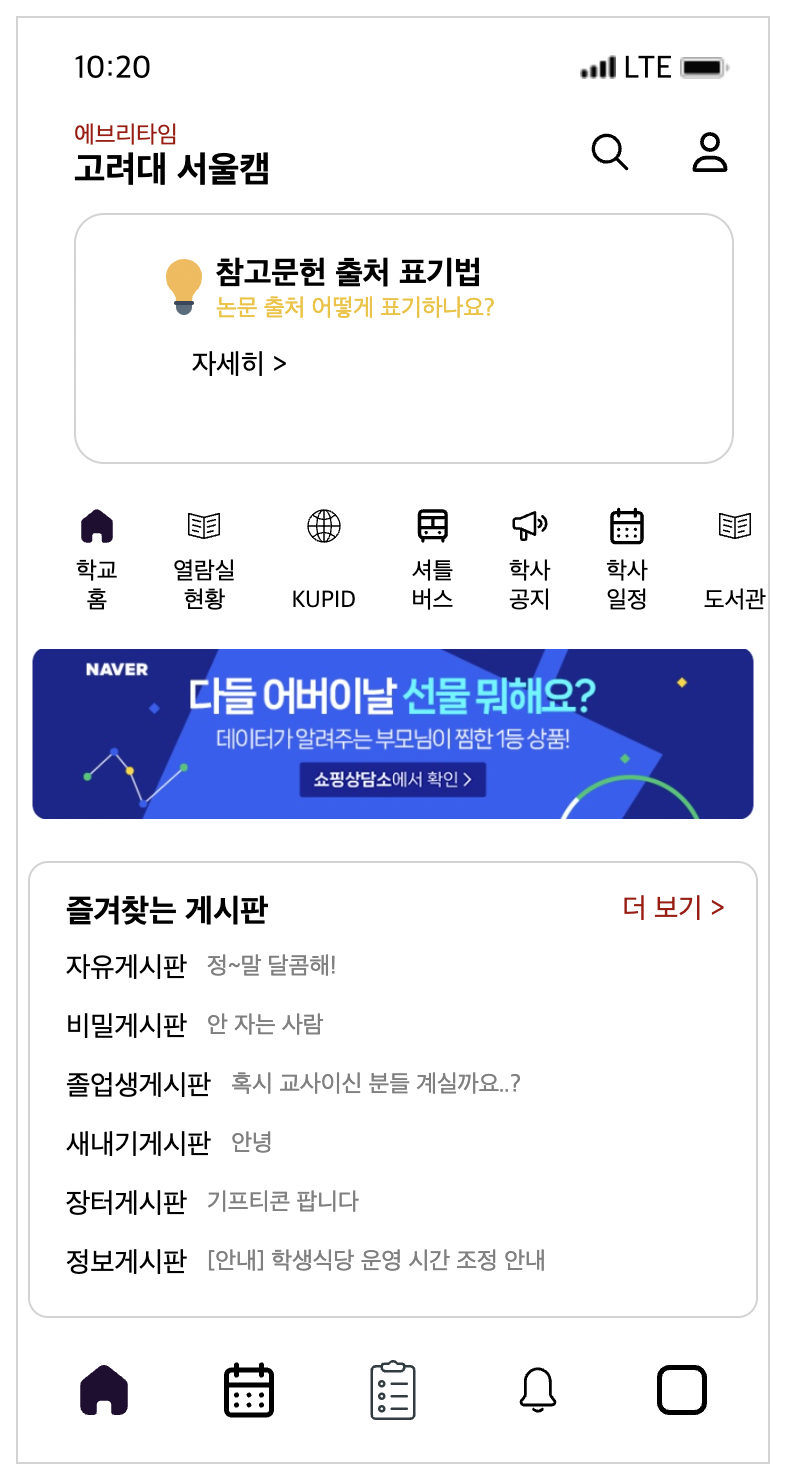 10:20 LTE
에브리타임
고려대 서울캠
참고문헌 출처 표기법
논문 출처 어떻게 표기하나요?
자세히 >
학교 열람실 셔틀 학사 학사
홈 현황 KUPID 버스 공지 일정 도서관
NAVER
다들 어버이날 선물 뭐해요?
데이터가 알려주는 부모님이 찜한 1등 상품!
쇼핑상담소에서 확인 >
즐겨찾는 게시판 더 보기 >
자유게시판 정~말 달콤해!
비밀게시판 안 자는 사람
졸업생게시판 혹시 교사이신 분들 계실까요..?
새내기게시판 안녕
장터게시판 기프티콘 팝니다
정보게시판 [안내] 학생식당 운영 시간 조정 안내